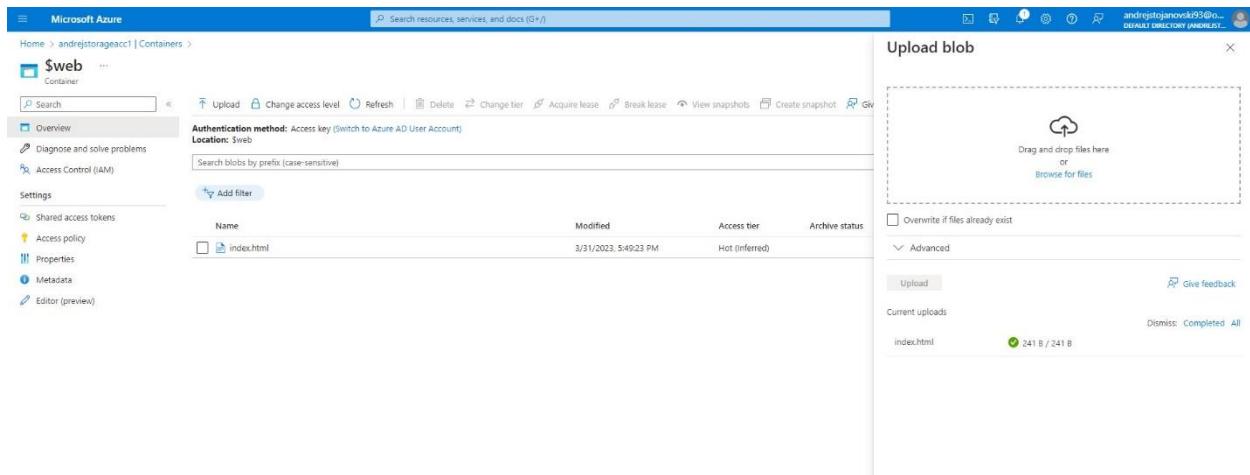 Microsoft Azure
Search resources, services, and docs (G+/)
1
andrejstojanovski93@o...
DEFAULT DIRECTORY (ANDREJST...
Home > andrejstorageacc1 | Containers >
$web ...
Container
Search
«
Overview
Diagnose and solve problems
Access Control (IAM)
Settings
Shared access tokens
Access policy
Properties
Metadata
Editor (preview)
Upload Change access level Refresh Delete Change tier Acquire lease Break lease View snapshots Create snapshot Giv
Authentication method: Access key (Switch to Azure AD User Account)
Location: $web
Search blobs by prefix (case-sensitive)
Add filter
Name Modified Access tier Archive status
index.html 3/31/2023, 5:49:23 PM Hot (Inferred)
Upload blob
Drag and drop files here
or
Browse for files
Overwrite if files already exist
Advanced
Upload Give feedback
Current uploads
Dismiss: Completed All
index.html 241 B / 241 B